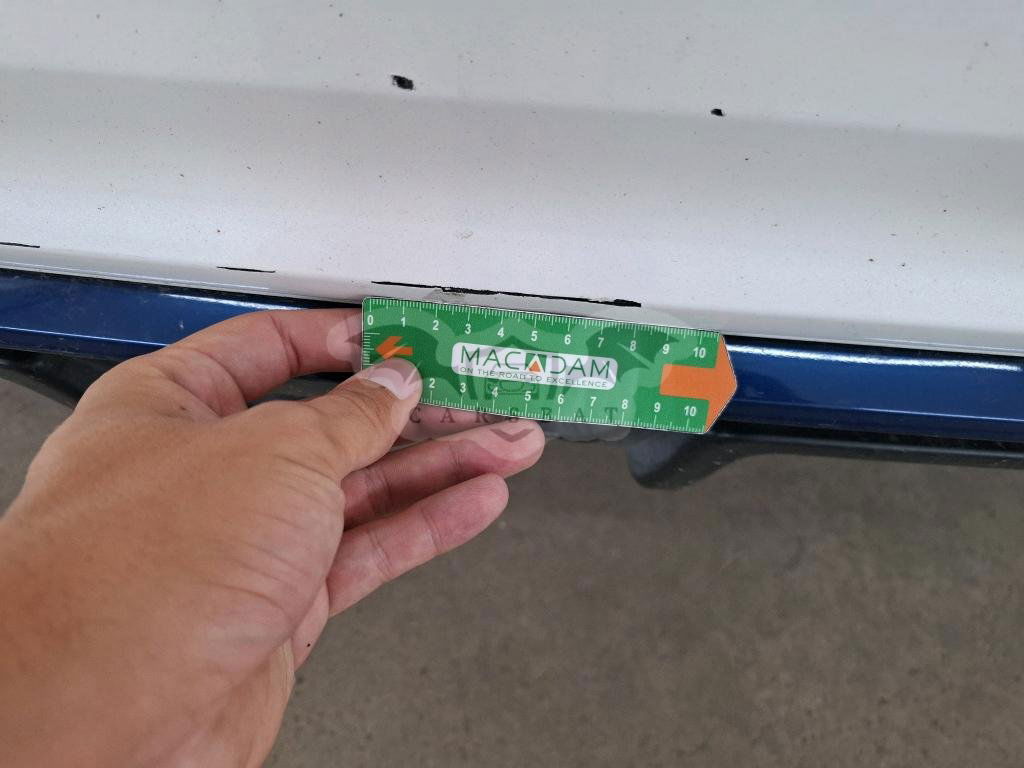 0 1 2 3 4 5 6 7 8 9 10
MACADAM
ON THE ROAD TO EXCELLENCE
2 3 4 5 6 7 8 9 10
CARSEAT